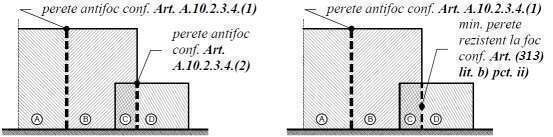 perete antifoc conf. Art. A.10.2.3.4.(1)
perete antifoc
conf. Art.
A.10.2.3.4.(2)
A
B
C
D
perete antifoc conf. Art. A.10.2.3.4.(1)
min. perete
rezistent la foc
conf. Art. (313)
lit. b) pct. ii)
A
B
C
D